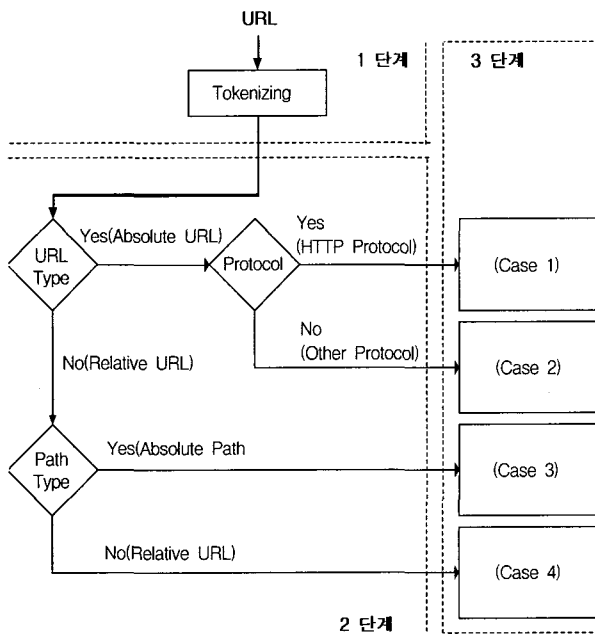 URL
1 단계
3 단계
Tokenizing
URL
Type
Yes(Absolute URL)
Protocol
Yes
(HTTP Protocol)
(Case 1)
No
(Other Protocol)
(Case 2)
No(Relative URL)
Path
Type
Yes(Absolute Path
(Case 3)
No(Relative URL)
(Case 4)
2 단계